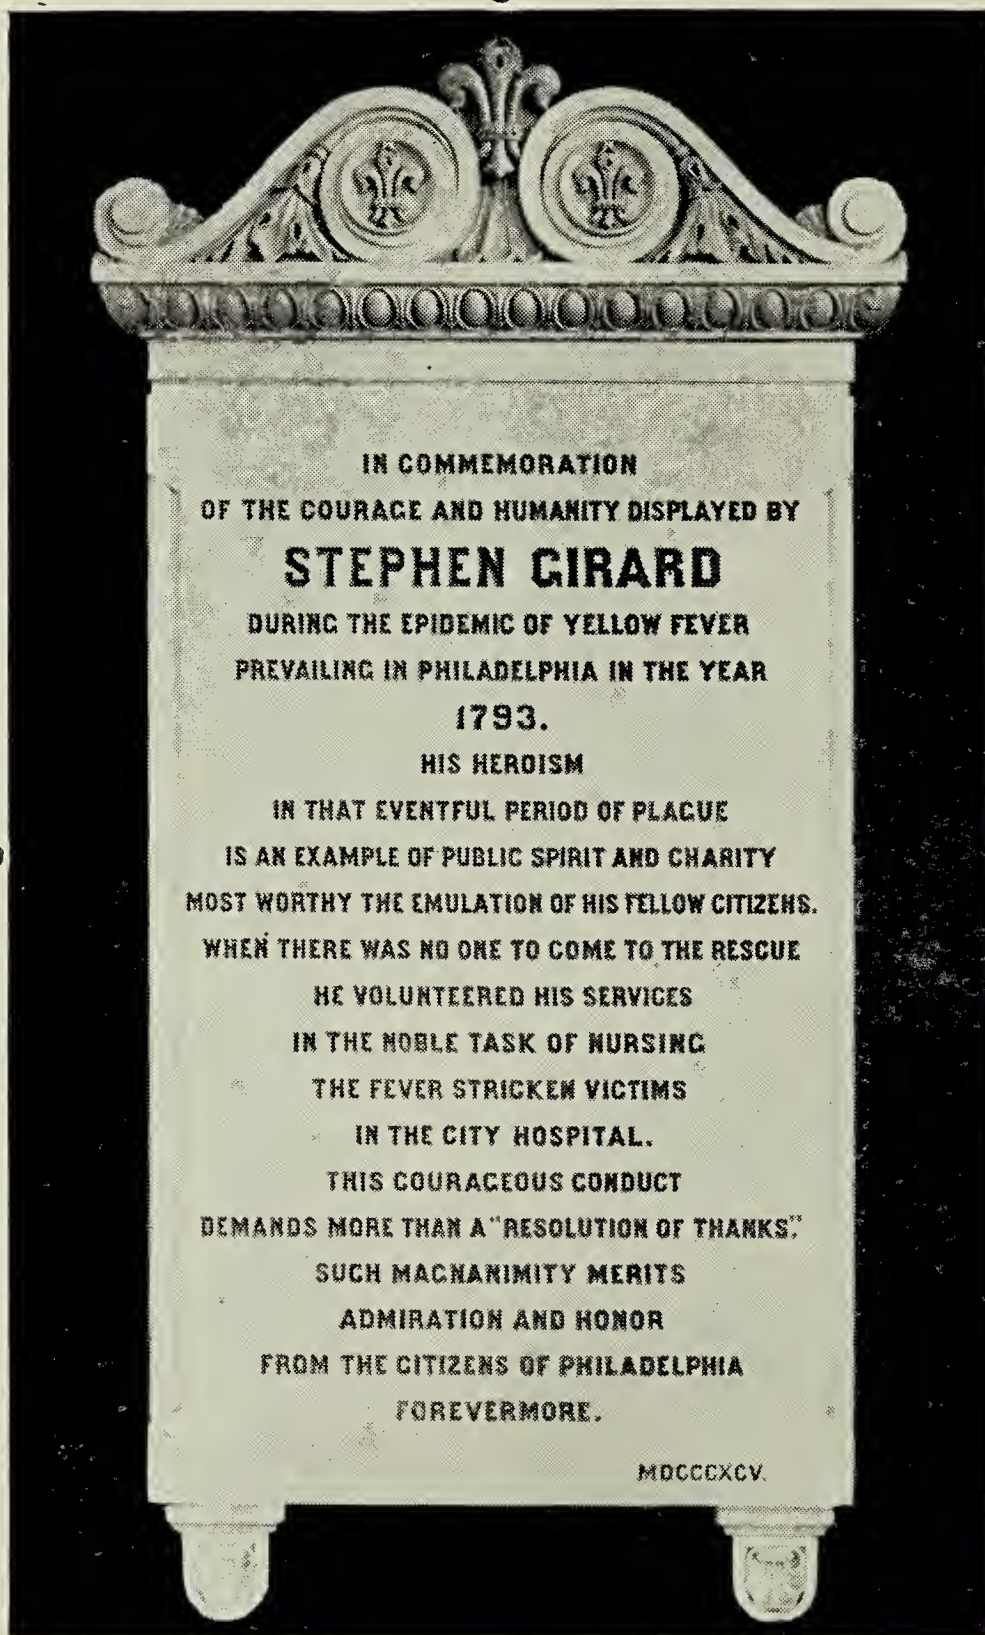 IN COMMEMORATION
OF THE COURAGE AND HUMANITY DISPLAYED BY
STEPHEN GIRARD
DURING THE EPIDEMIC OF YELLOW FEVER
PREVAILING IN PHILADELPHIA IN THE YEAR
1793.
HIS HEROISM
IN THAT EVENTFUL PERIOD OF PLAGUE
IS AN EXAMPLE OF PUBLIC SPIRIT AND CHARITY
MOST WORTHY THE EMULATION OF HIS FELLOW CITIZENS.
WHEN THERE WAS NO ONE TO COME TO THE RESCUE
HE VOLUNTEERED HIS SERVICES
IN THE NOBLE TASK OF NURSING
THE FEVER STRICKEN VICTIMS
IN THE CITY HOSPITAL.
THIS COURAGEOUS CONDUCT
DEMANDS MORE THAN A "RESOLUTION OF THANKS".
SUCH MAGNANIMITY MERITS
ADMIRATION AND HONOR
FROM THE CITIZENS OF PHILADELPHIA
FOREVERMORE.
MDCCCXCV.